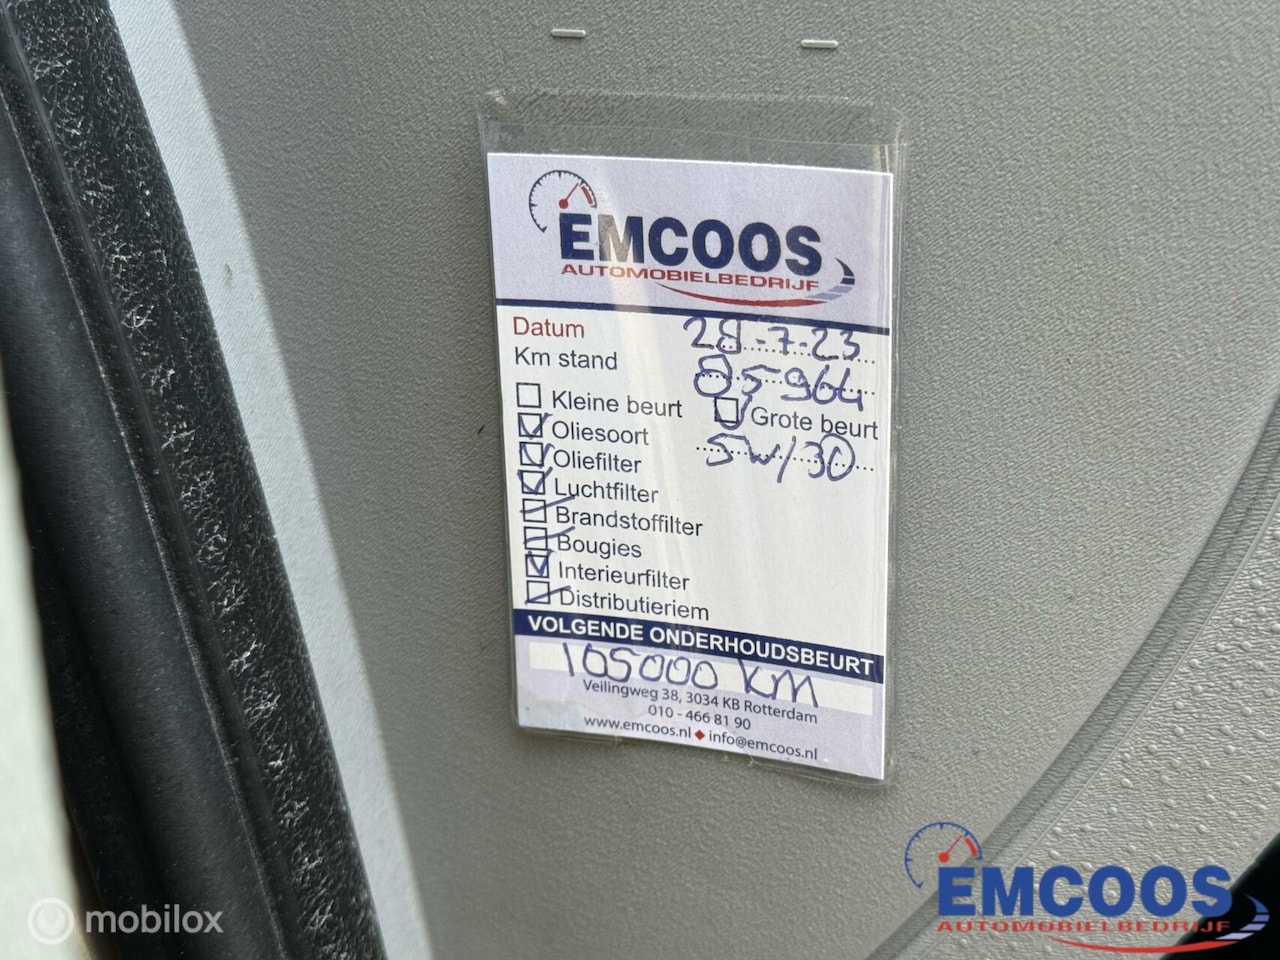 EMCOOS
AUTOMOBIELBEDRIJF
Datum 28-7-23
Km stand 85964
Kleine beurt Grote beurt
Oliesoort 5W/30
Oliefilter
Luchtfilter
Brandstoffilter
Bougies
Interieurfilter
Distributieriem
VOLGENDE ONDERHOUDSBEURT
105000 KM
Veilingweg 38, 3034 KB Rotterdam
010 - 466 81 90
www.emcoos.nl ◆ info@emcoos.nl
mobilox
EMCOOS
AUTOMOBIELBEDRIJF